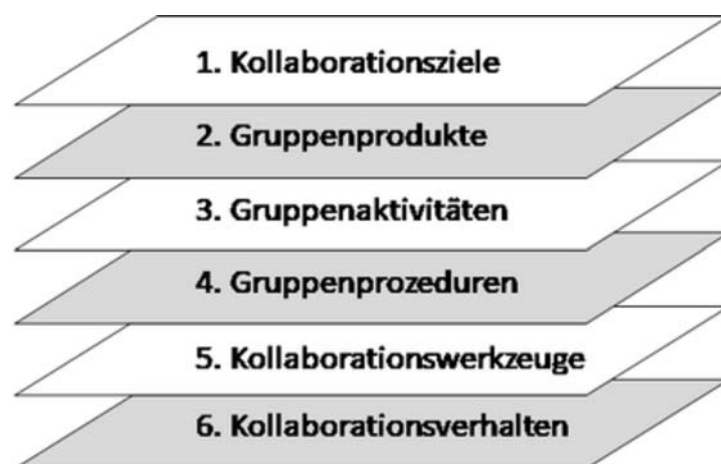 1. Kollaborationsziele
2. Gruppenprodukte
3. Gruppenaktivitäten
4. Gruppenprozeduren
5. Kollaborationswerkzeuge
6. Kollaborationsverhalten